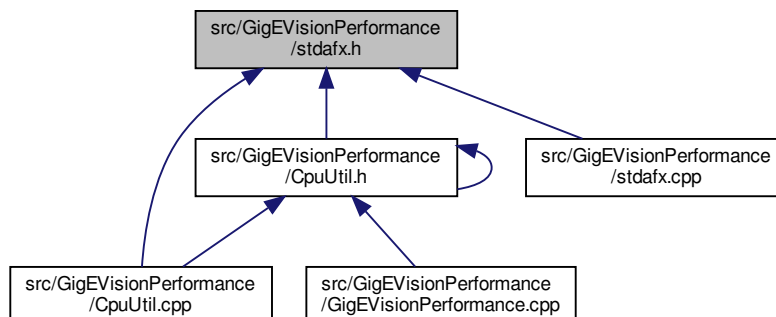 src/GigEVisionPerformance
/stdafx.h
src/GigEVisionPerformance
/CpuUtil.h
src/GigEVisionPerformance
/stdafx.cpp
src/GigEVisionPerformance
/CpuUtil.cpp
src/GigEVisionPerformance
/GigEVisionPerformance.cpp